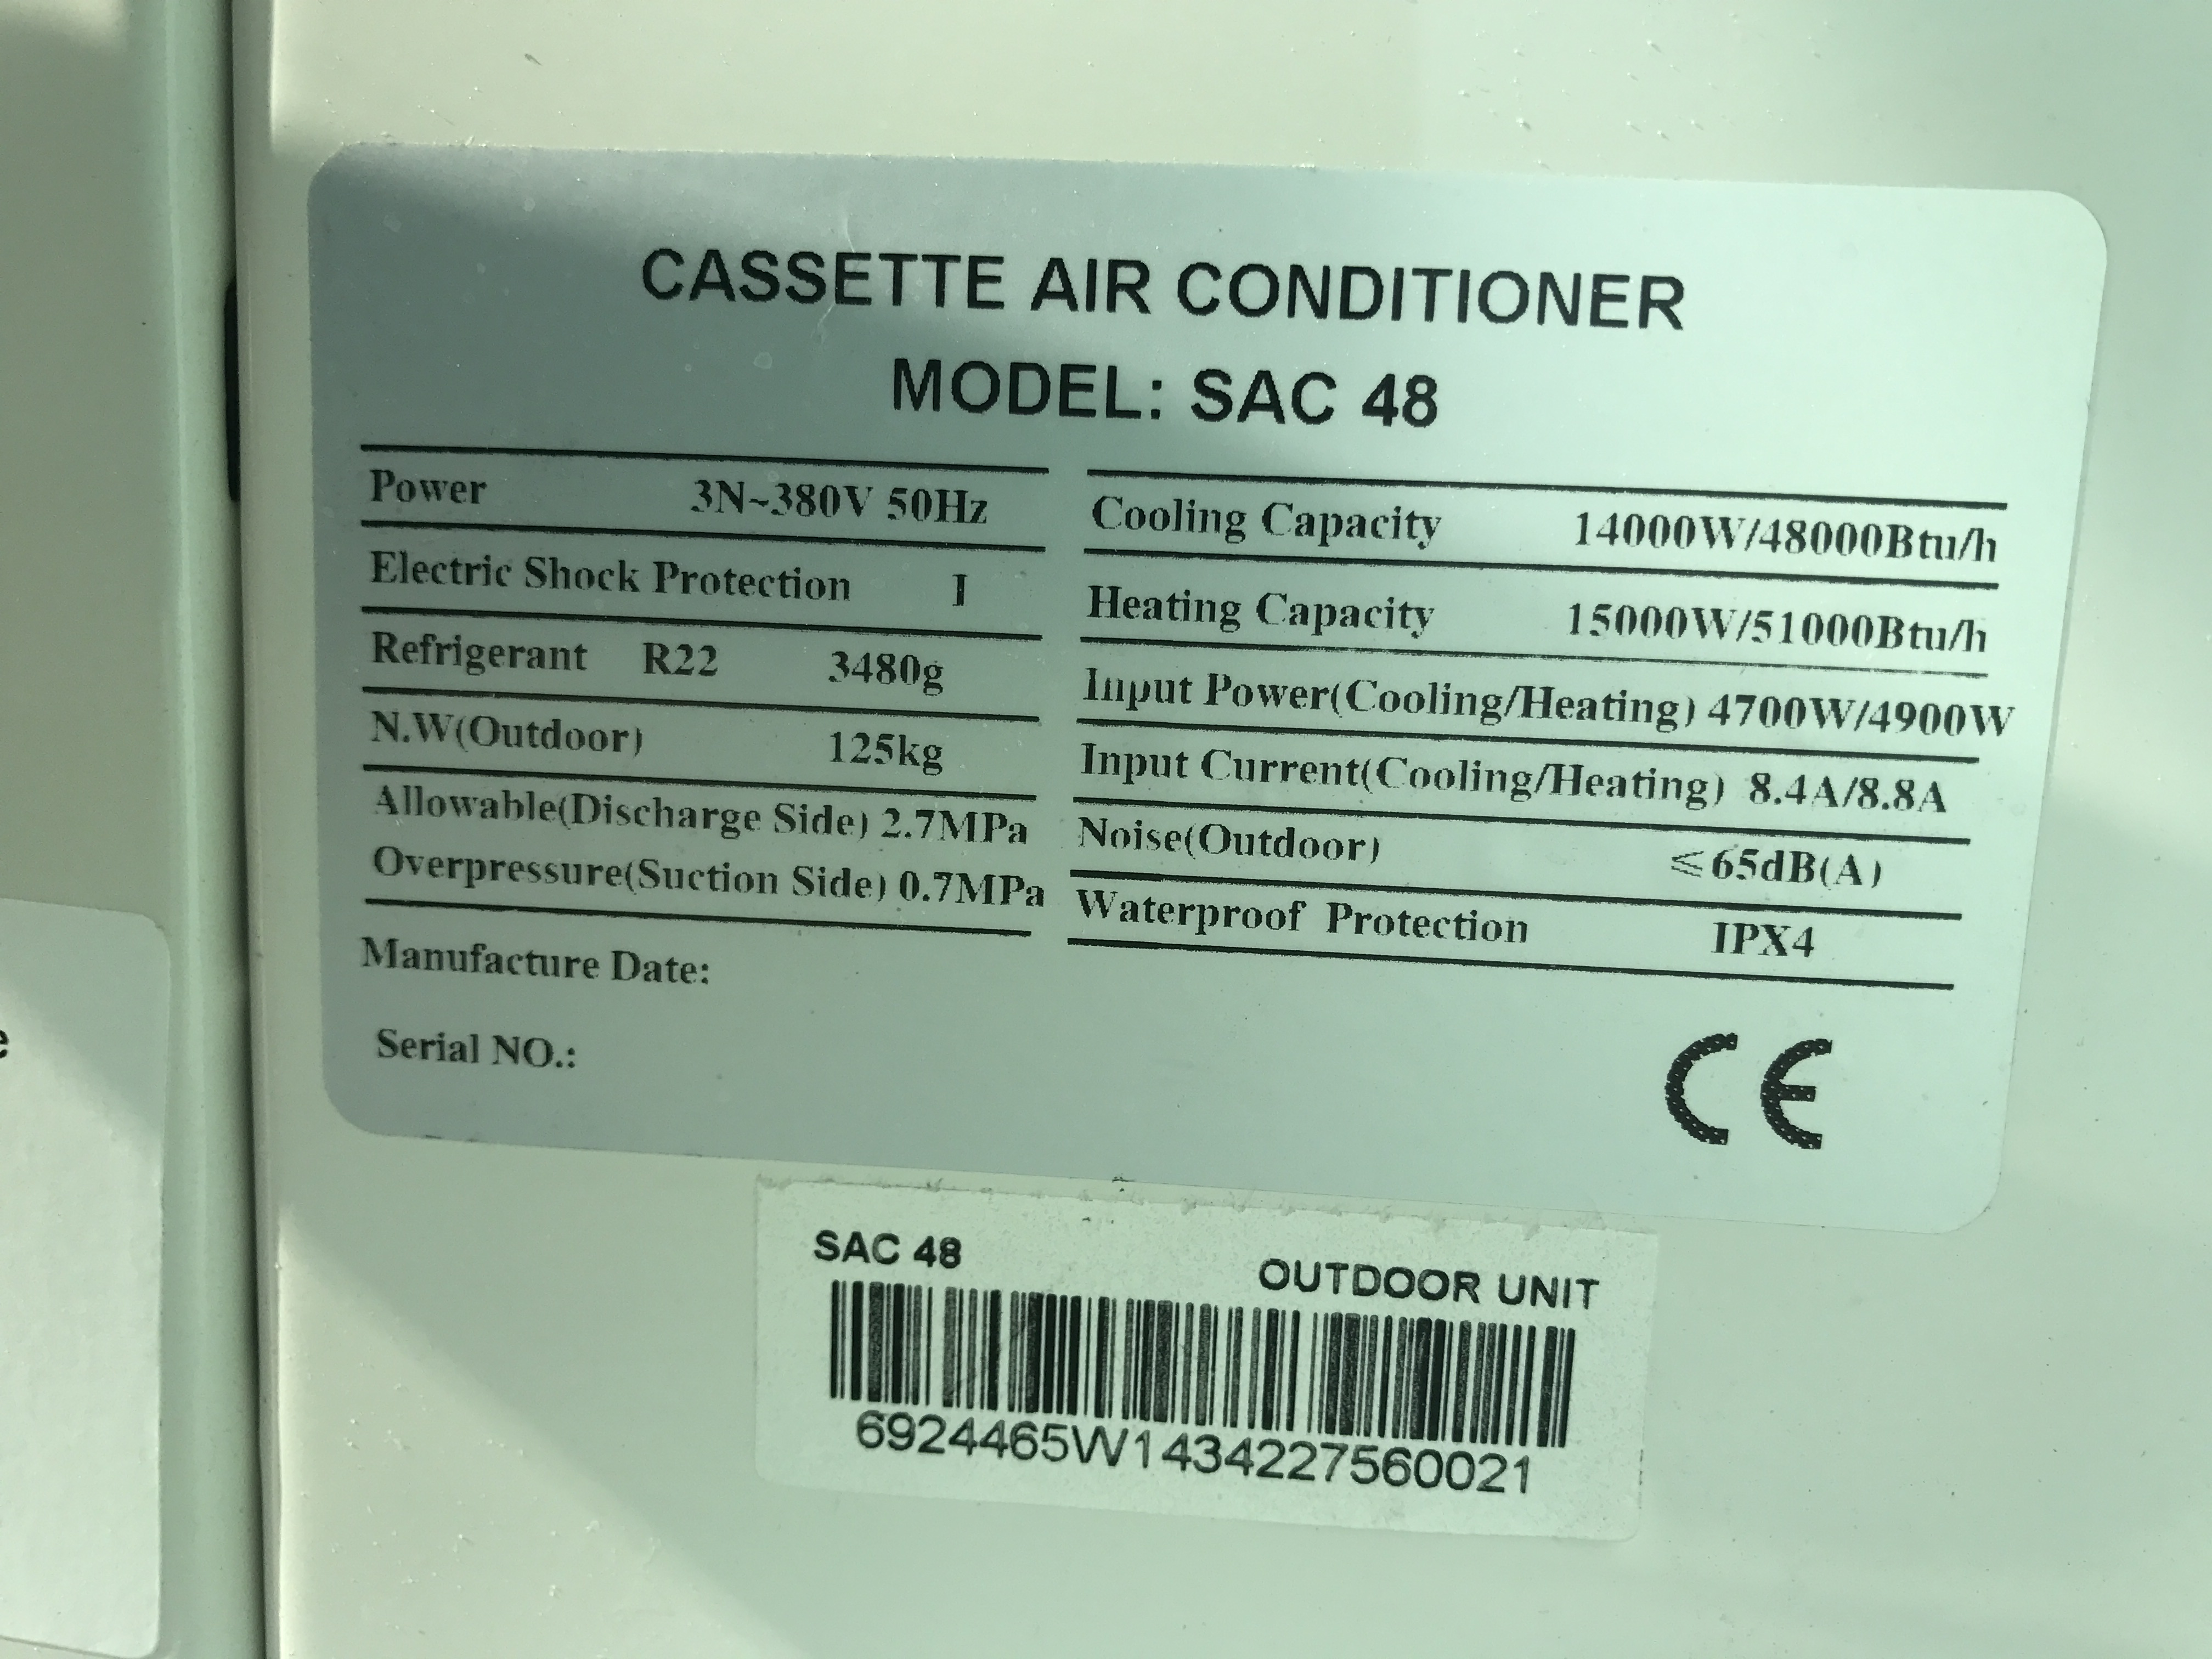 CASSETTE AIR CONDITIONER
MODEL: SAC 48
Power 3N~380V 50Hz
Electric Shock Protection I
Refrigerant R22 3480g
N.W(Outdoor) 125kg
Allowable(Discharge Side) 2.7MPa
Overpressure(Suction Side) 0.7MPa
Manufacture Date:
Serial NO.:
Cooling Capacity 14000W/48000Btu/h
Heating Capacity 15000W/51000Btu/h
Input Power(Cooling/Heating) 4700W/4900W
Input Current(Cooling/Heating) 8.4A/8.8A
Noise(Outdoor) ≤65dB(A)
Waterproof Protection IPX4
CE
SAC 48 OUTDOOR UNIT
6924465W1434227560021